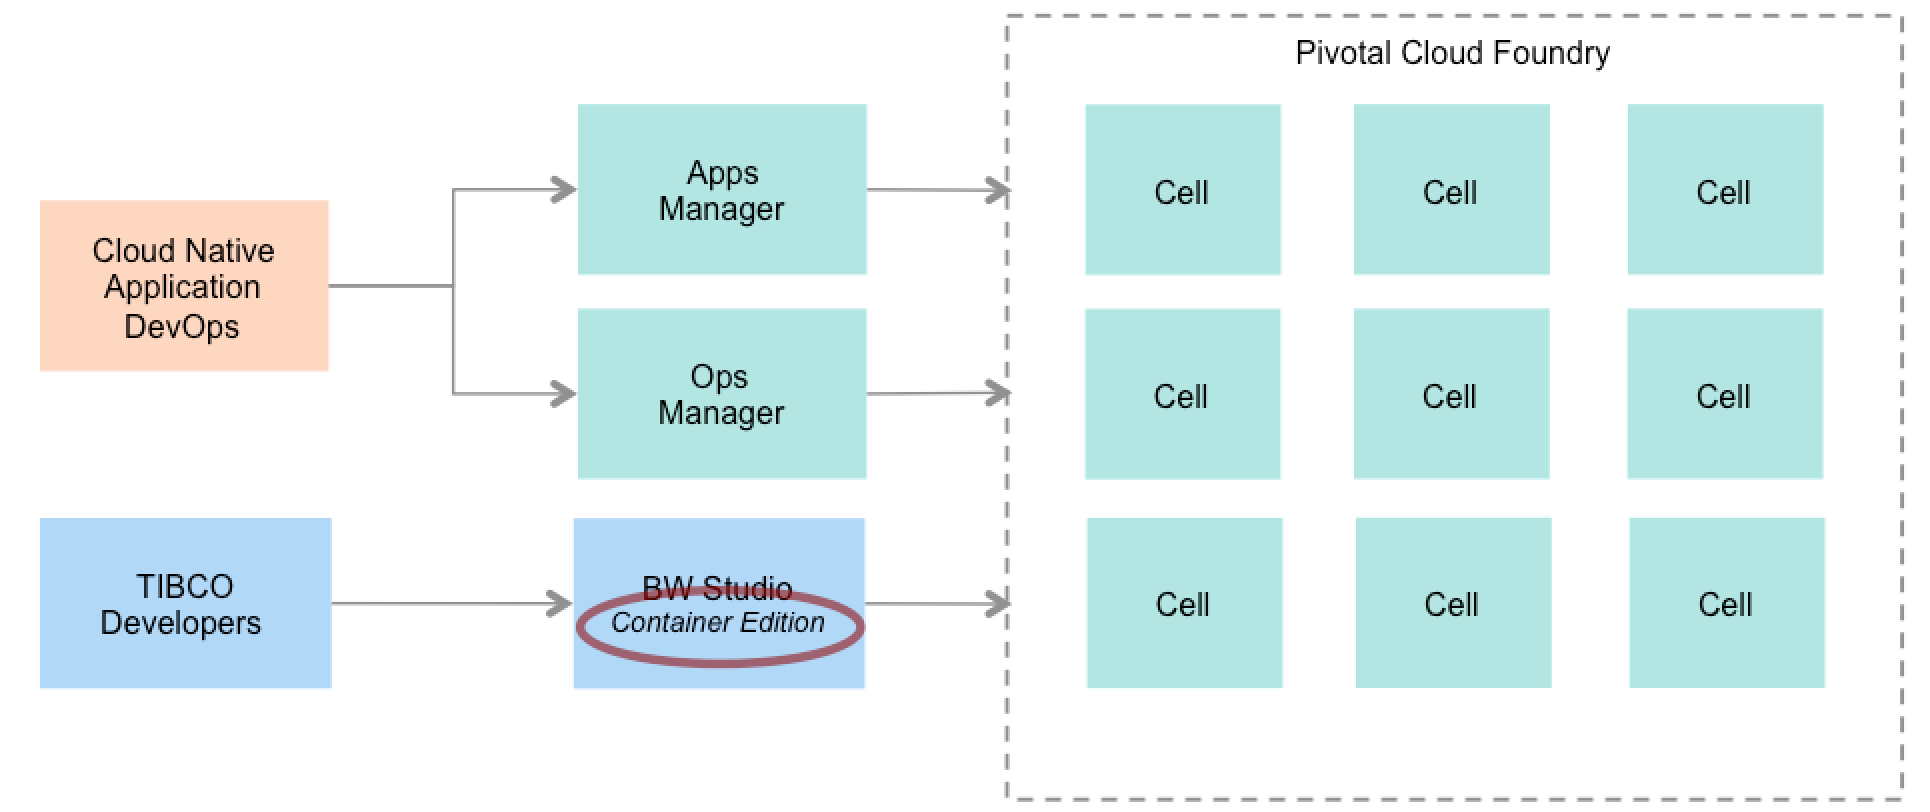 Pivotal Cloud Foundry
Cloud Native
Application
DevOps
Apps
Manager
Cell
Cell
Cell
Ops
Manager
Cell
Cell
Cell
TIBCO
Developers
BW Studio
Container Edition
Cell
Cell
Cell